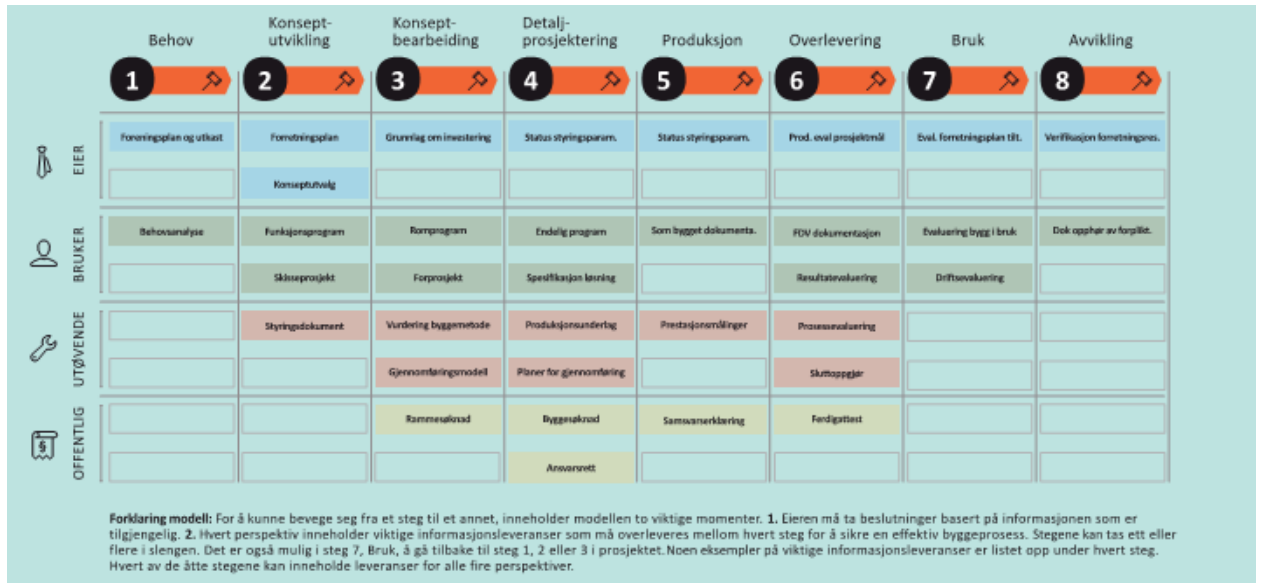 Behov
Konsept-
utvikling
Konsept-
bearbeiding
Detalj-
prosjektering
Produksjon
Overlevering
Bruk
Avvikling
1 2 3 4 5 6 7 8
EIER
Foreningsplan og utkast Forretningsplan Grunnlag om investering Status styringsparam. Status styringsparam. Prod. eval prosjektmål Eval. forretningsplan tilt. Verifikasjon forretningsres.
Konseptutvalg
BRUKER
Behovsanalyse Funksjonsprogram Romprogram Endelig program Som bygget dokumenta. FDV dokumentasjon Evaluering bygg i bruk Dok opphør av forplikt.
Skisseprosjekt Forprosjekt Spesifikasjon løsning Resultatevaluering Driftsevaluering
UTØVENDE
Styringsdokument Vurdering byggemetode Produksjonsunderlag Prestasjonsmålinger Prosessevaluering
Gjennomføringsmodell Planer for gjennomføring Sluttoppgjør
OFFENTLIG
§
Rammesøknad Byggesøknad Samsvarserklæring Ferdigattest
Ansvarsrett
Forklaring modell: For å kunne bevege seg fra et steg til et annet, inneholder modellen to viktige momenter. 1. Eieren må ta beslutninger basert på informasjonen som er
tilgjengelig. 2. Hvert perspektiv inneholder viktige informasjonsleveranser som må overleveres mellom hvert steg for å sikre en effektiv byggeprosess. Stegene kan tas ett eller
flere i slengen. Det er også mulig i steg 7, Bruk, å gå tilbake til steg 1, 2 eller 3 i prosjektet. Noen eksempler på viktige informasjonsleveranser er listet opp under hvert steg.
Hvert av de åtte stegene kan inneholde leveranser for alle fire perspektiver.